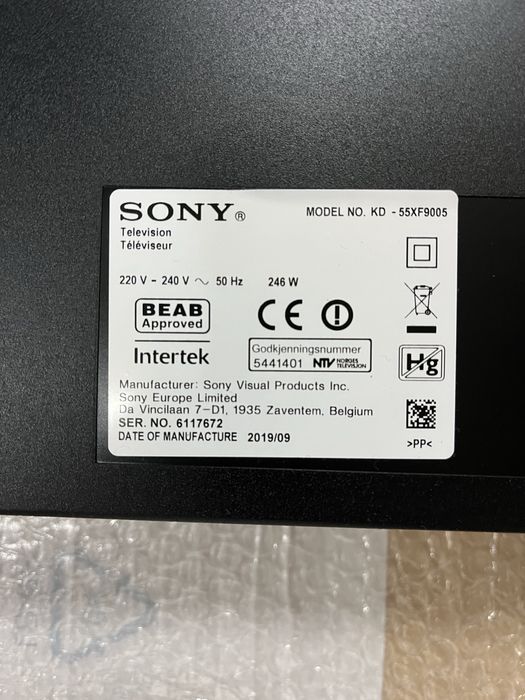 SONY®
MODEL NO. KD - 55XF9005
Television
Téléviseur
220 V - 240 V ~ 50 Hz 246 W
BEAB
Approved
CE
Intertek
Godkjenningsnummer
5441401 NTV NORGES TELEVISJON
Hg
Manufacturer: Sony Visual Products Inc.
Sony Europe Limited
Da Vincilaan 7-D1, 1935 Zaventem, Belgium
SER. NO. 6117672
DATE OF MANUFACTURE 2019/09
>PP<